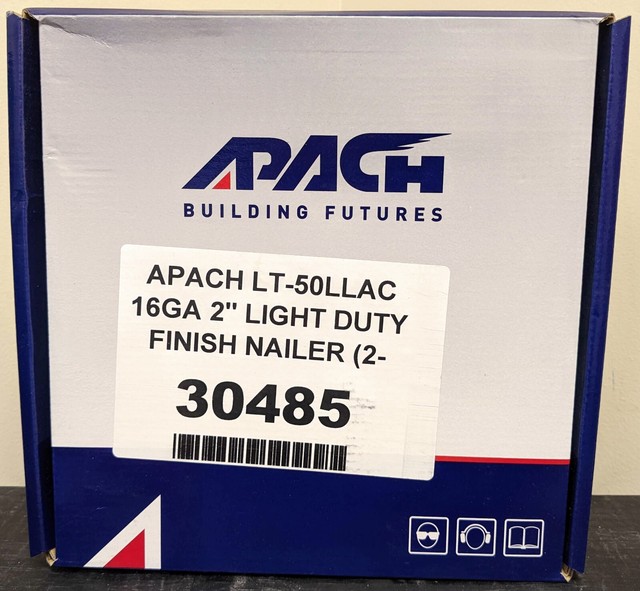 APACH
BUILDING FUTURES
APACH LT-50LLAC
16GA 2" LIGHT DUTY
FINISH NAILER (2-
30485